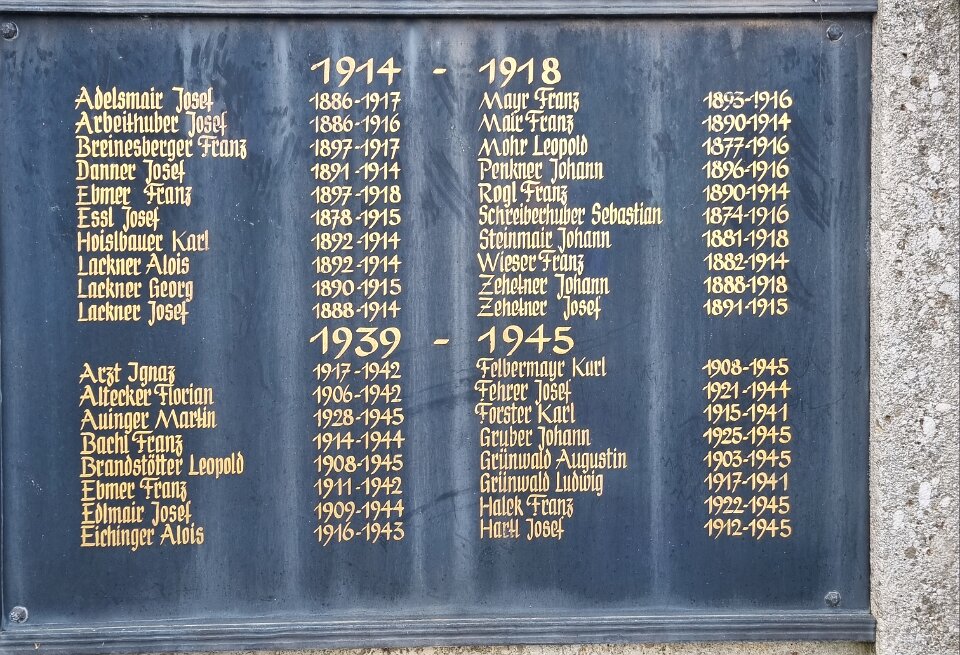 1914 - 1918
Adelsmair Josef 1886-1917
Arbeithuber Josef 1886-1916
Breinesberger Franz 1897-1917
Danner Josef 1891-1914
Ebmer Franz 1897-1918
Essl Josef 1878-1915
Hoislbauer Karl 1892-1914
Lackner Alois 1892-1914
Lackner Georg 1890-1915
Lackner Josef 1888-1914
Mayr Franz 1893-1916
Mair Franz 1890-1914
Mohr Leopold 1877-1916
Penkner Johann 1896-1916
Rogl Franz 1890-1914
Schreiberhuber Sebastian 1874-1916
Steinmair Johann 1881-1918
Wieser Franz 1882-1914
Zehetner Johann 1888-1918
Zehetner Josef 1891-1915
1939 - 1945
Arzt Ignaz 1917-1942
Altecker Florian 1906-1942
Auinger Martin 1928-1945
Bachl Franz 1914-1944
Brandstötter Leopold 1908-1945
Ebmer Franz 1911-1942
Edlmair Josef 1909-1944
Eichinger Alois 1916-1943
Felbermayr Karl 1908-1945
Fehrer Josef 1921-1944
Forster Karl 1915-1941
Gruber Johann 1925-1945
Grünwald Augustin 1903-1945
Grünwald Ludwig 1917-1941
Halek Franz 1922-1945
Hartl Josef 1912-1945